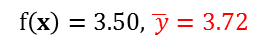 f(𝐱) = 3.50, y̅ = 3.72